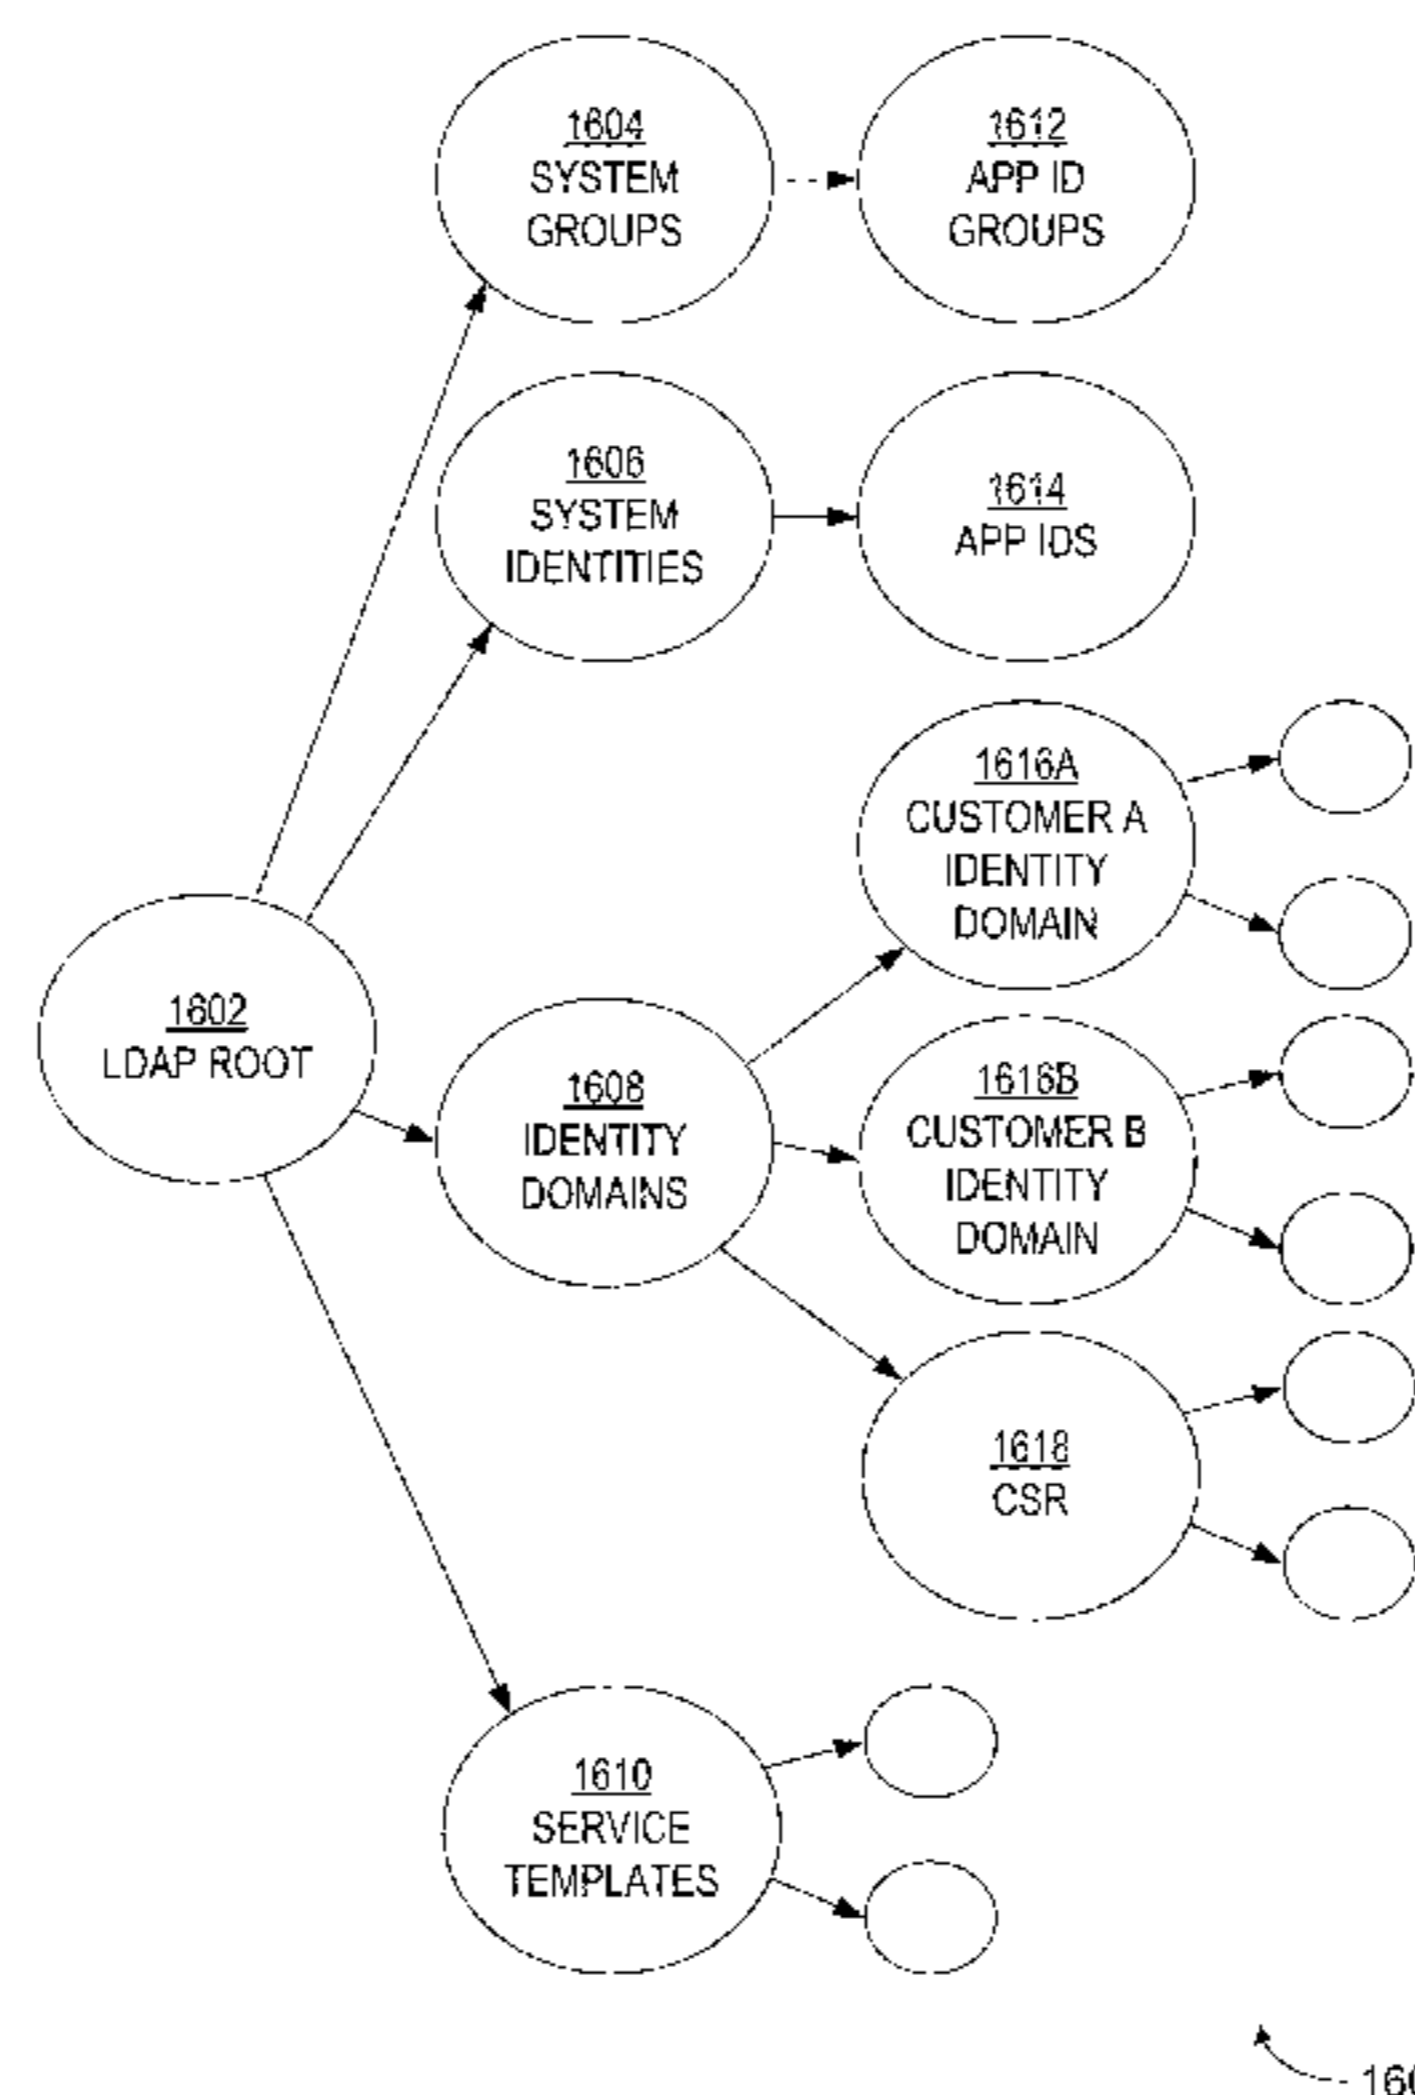 1604
SYSTEM
GROUPS
1612
APP ID
GROUPS
1606
SYSTEM
IDENTITIES
1614
APP IDS
1616A
CUSTOMER A
IDENTITY
DOMAIN
1602
LDAP ROOT
1608
IDENTITY
DOMAINS
1616B
CUSTOMER B
IDENTITY
DOMAIN
1618
CSR
1610
SERVICE
TEMPLATES